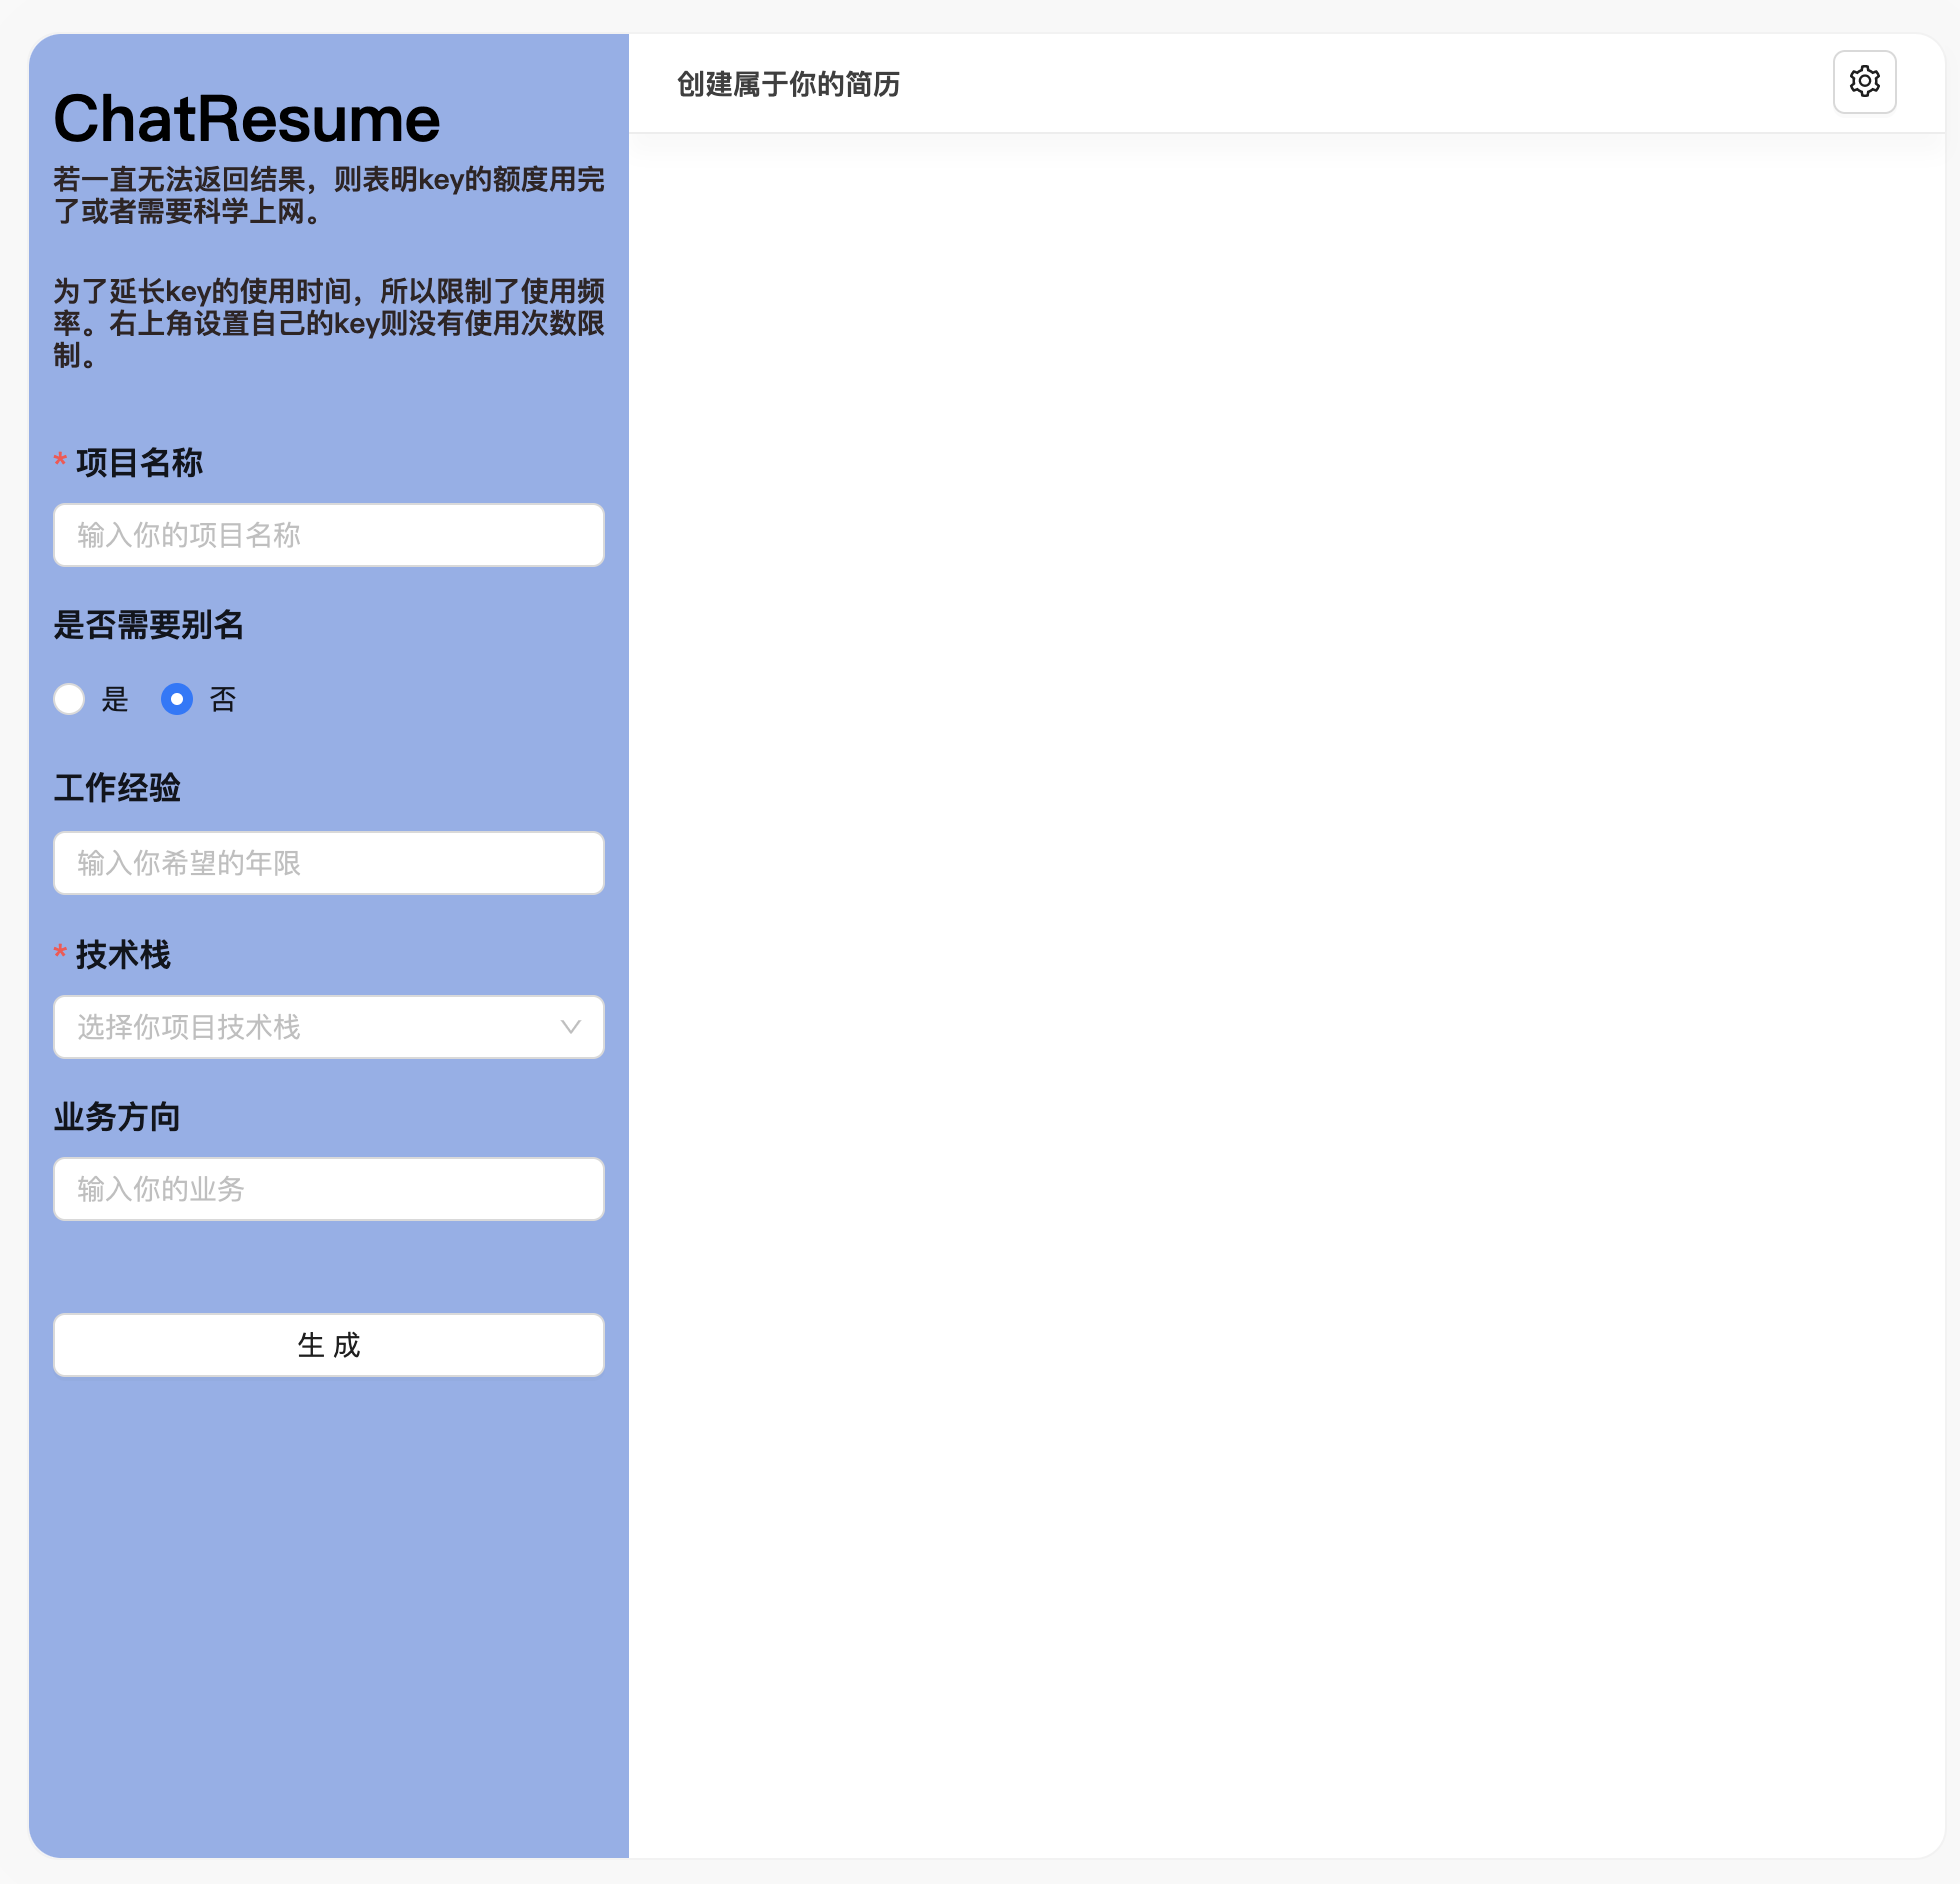 ChatResume
若一直无法返回结果，则表明key的额度用完
了或者需要科学上网。
为了延长key的使用时间，所以限制了使用频
率。右上角设置自己的key则没有使用次数限
制。
* 项目名称
输入你的项目名称
是否需要别名
是 否
工作经验
输入你希望的年限
* 技术栈
选择你项目技术栈
业务方向
输入你的业务
生 成
创建属于你的简历